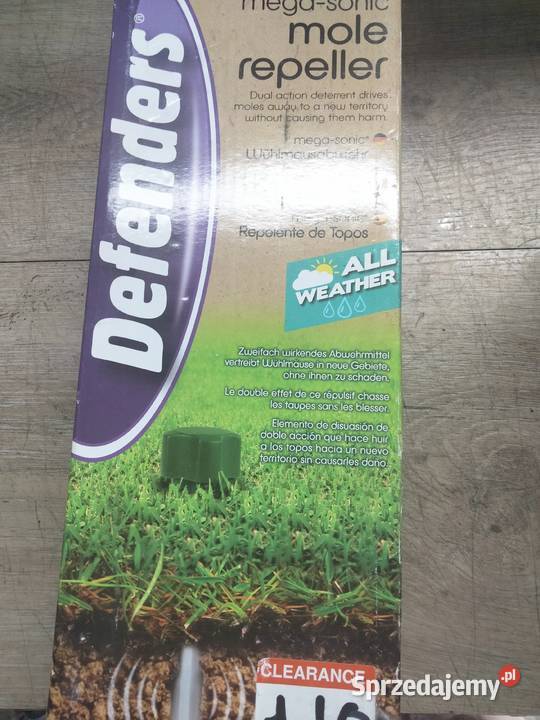 Defenders®
mega-sonic
mole
repeller
Dual action deterrent drives
moles away to a new territory
without causing them harm.
mega-sonic®
Wühlmausabwehr
Repelente de Topos
ALL
WEATHER
Zweifach wirkendes Abwehrmittel
vertreibt Wühlmäuse in neue Gebiete,
ohne ihnen zu schaden.
Le double effet de ce répulsif chasse
les taupes sans les blesser.
Elemento de disuasión de
doble acción que hace huir
a los topos hacia un nuevo
territorio sin causarles daño.
CLEARANCE
Sprzedajemy.pl